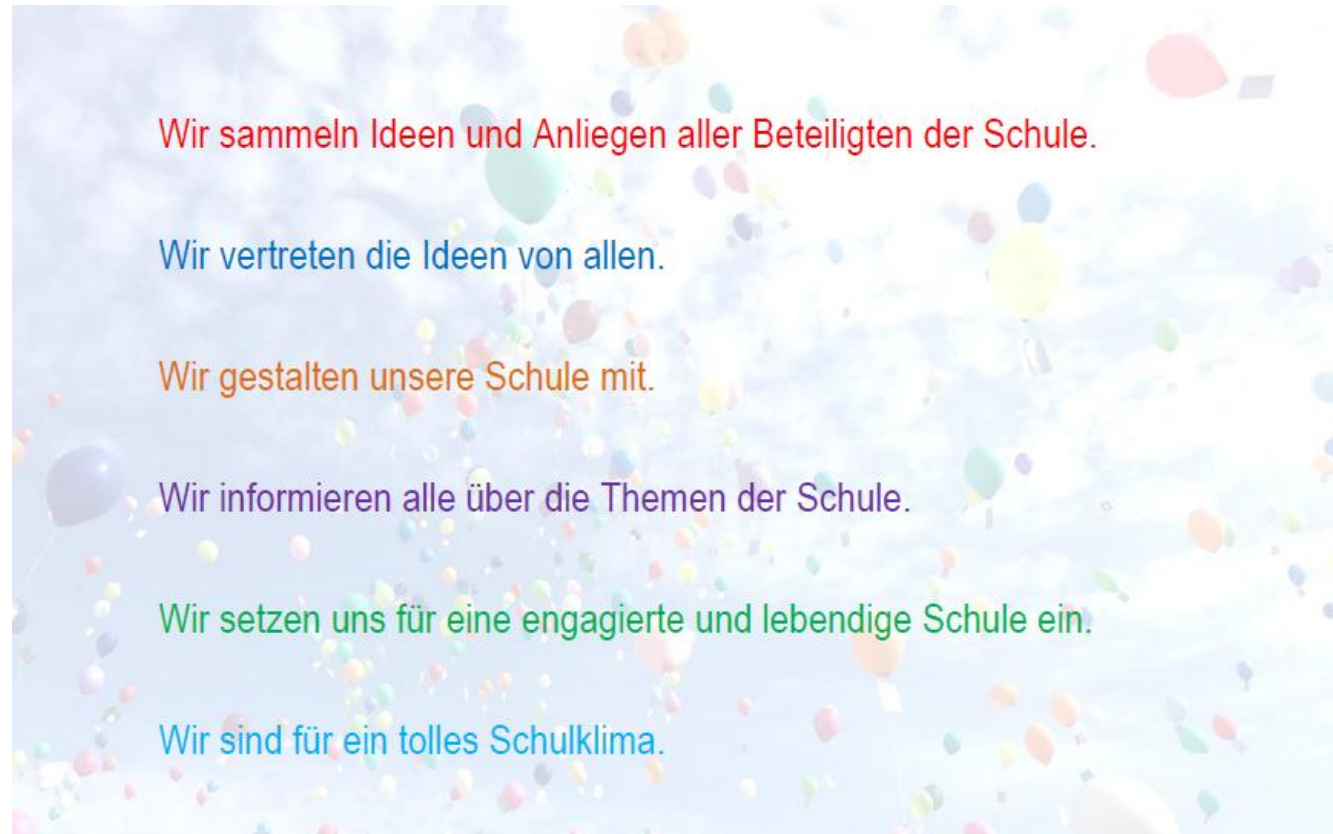 Wir sammeln Ideen und Anliegen aller Beteiligten der Schule.
Wir vertreten die Ideen von allen.
Wir gestalten unsere Schule mit.
Wir informieren alle über die Themen der Schule.
Wir setzen uns für eine engagierte und lebendige Schule ein.
Wir sind für ein tolles Schulklima.